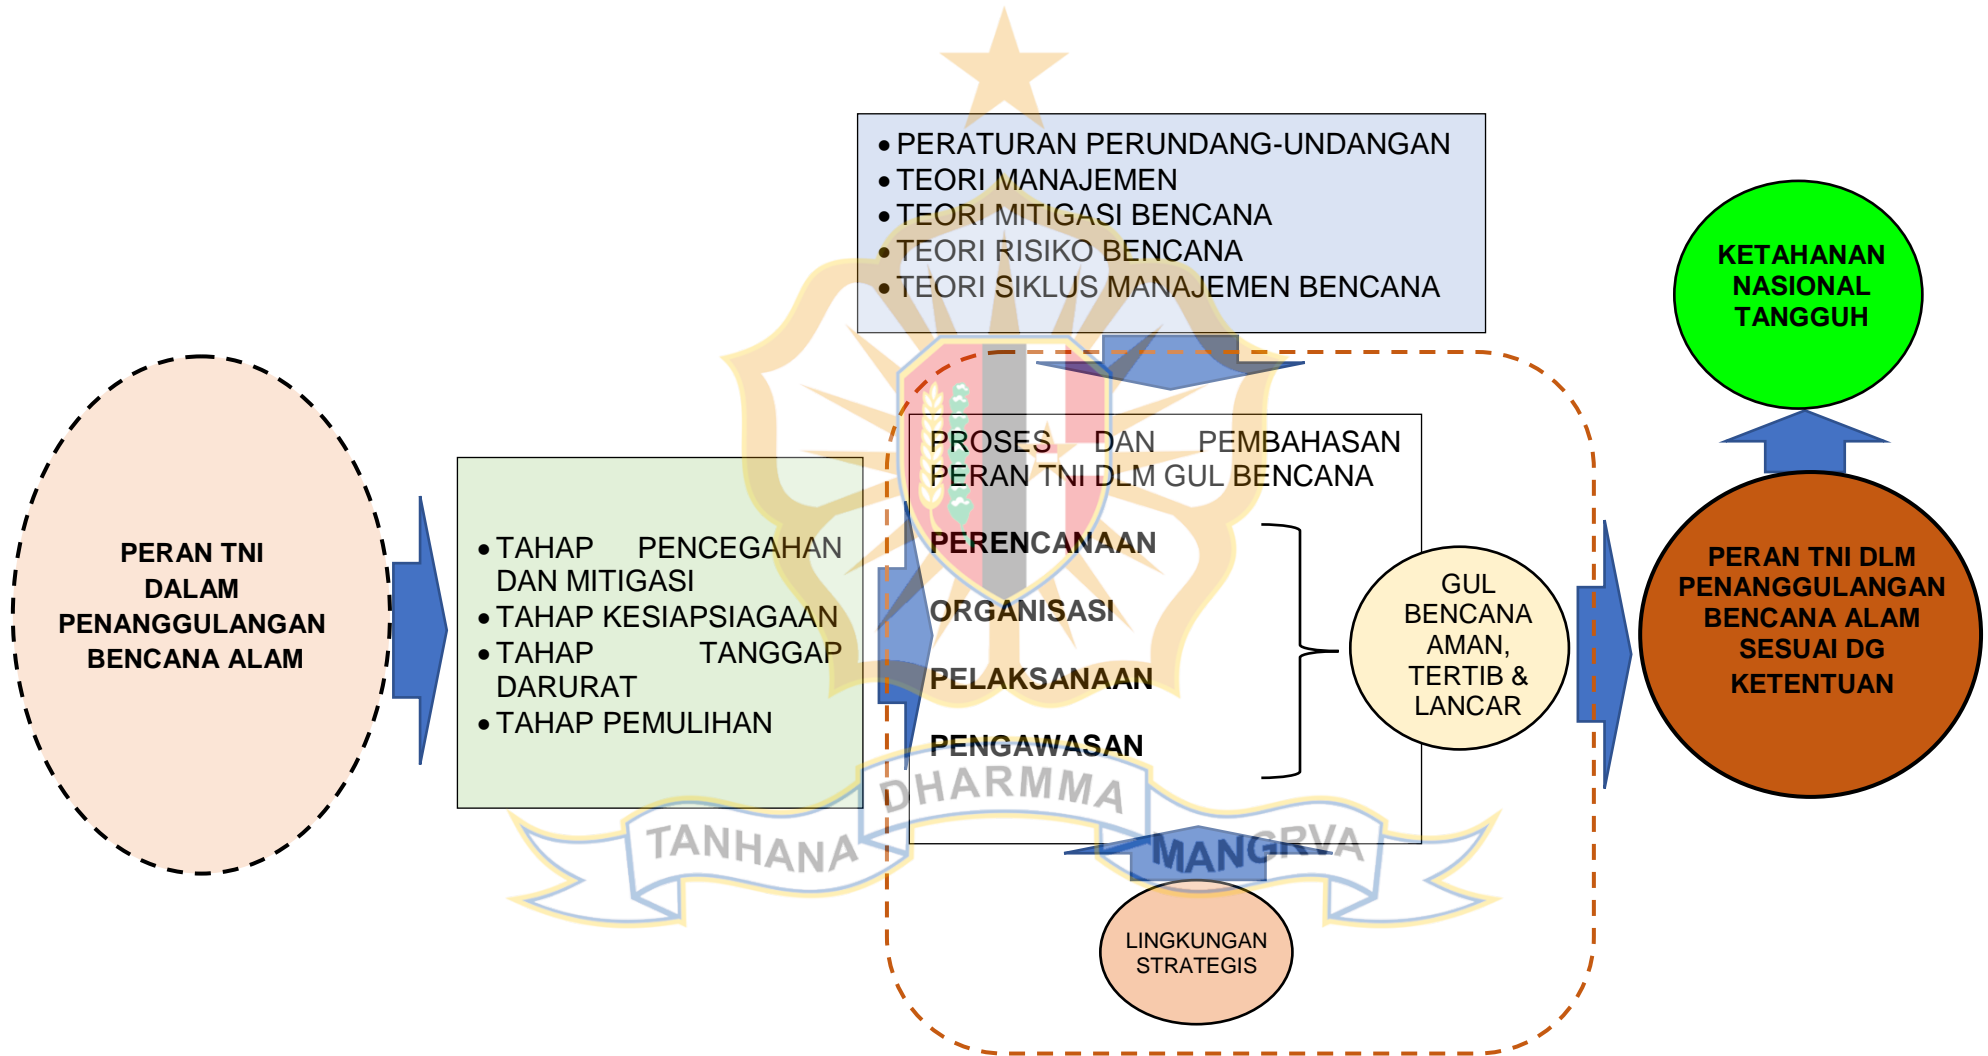 PERATURAN PERUNDANG-UNDANGAN
TEORI MANAJEMEN
TEORI MITIGASI BENCANA
TEORI RISIKO BENCANA
TEORI SIKLUS MANAJEMEN BENCANA
KETAHANAN
NASIONAL
TANGGUH
PERAN TNI
DALAM
PENANGGULANGAN
BENCANA ALAM
TAHAP PENCEGAHAN
DAN MITIGASI
TAHAP KESIAPSIAGAAN
TAHAP TANGGAP
DARURAT
TAHAP PEMULIHAN
PROSES DAN PEMBAHASAN
PERAN TNI DLM GUL BENCANA
PERENCANAAN
ORGANISASI
PELAKSANAAN
PENGAWASAN
GUL
BENCANA
AMAN,
TERTIB &
LANCAR
PERAN TNI DLM
PENANGGULANGAN
BENCANA ALAM
SESUAI DG
KETENTUAN
TANHANA DHARMMA MANGRVA
LINGKUNGAN
STRATEGIS